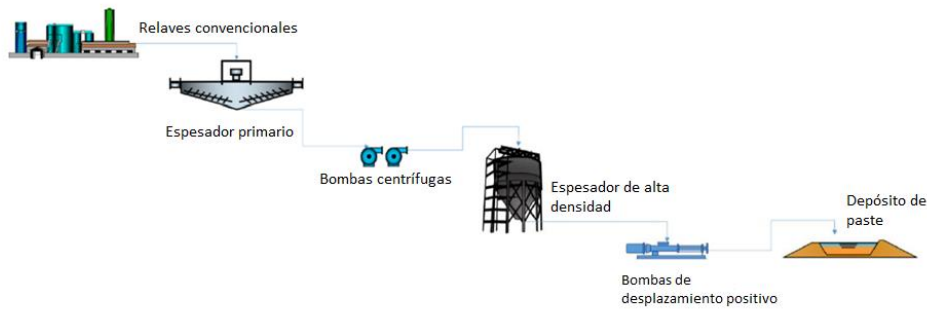 Relaves convencionales
Espesador primario
Bombas centrífugas
Espesador de alta
densidad
Bombas de
desplazamiento positivo
Depósito de
paste